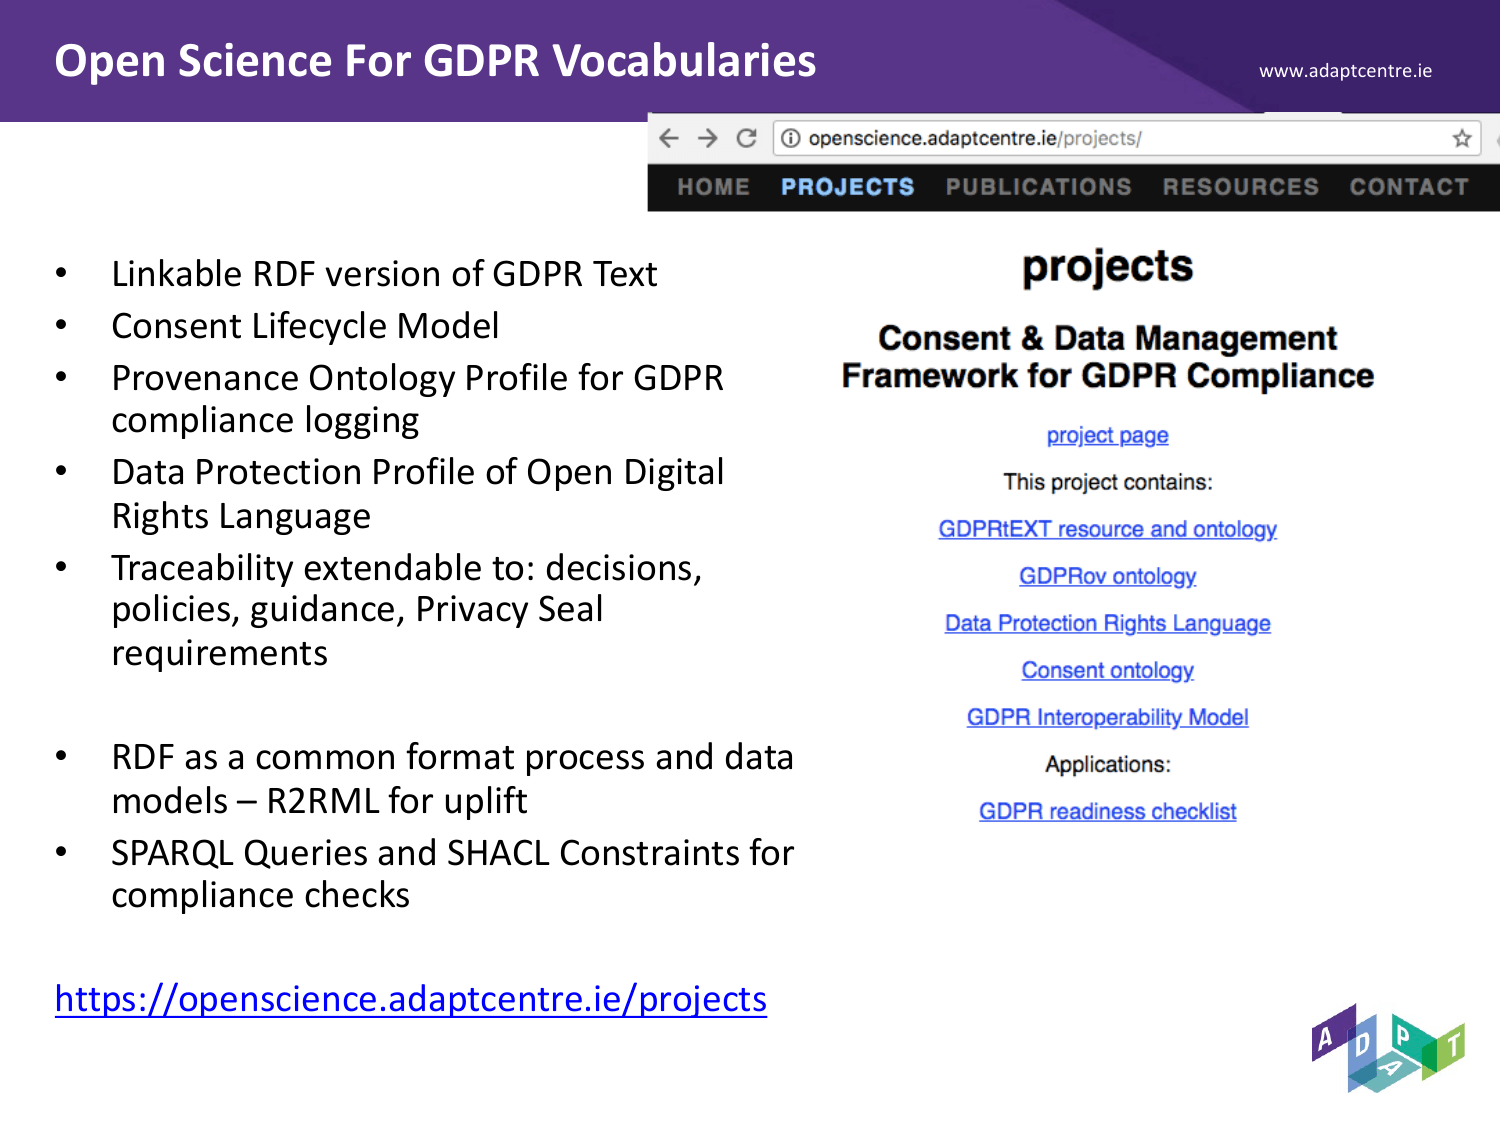 Open Science For GDPR Vocabularies
www.adaptcentre.ie
openscience.adaptcentre.ie/projects/
HOME PROJECTS PUBLICATIONS RESOURCES CONTACT
• Linkable RDF version of GDPR Text
• Consent Lifecycle Model
• Provenance Ontology Profile for GDPR
compliance logging
• Data Protection Profile of Open Digital
Rights Language
• Traceability extendable to: decisions,
policies, guidance, Privacy Seal
requirements
• RDF as a common format process and data
models – R2RML for uplift
• SPARQL Queries and SHACL Constraints for
compliance checks
https://openscience.adaptcentre.ie/projects
projects
Consent & Data Management
Framework for GDPR Compliance
project page
This project contains:
GDPRtEXT resource and ontology
GDPRov ontology
Data Protection Rights Language
Consent ontology
GDPR Interoperability Model
Applications:
GDPR readiness checklist
ADAPT